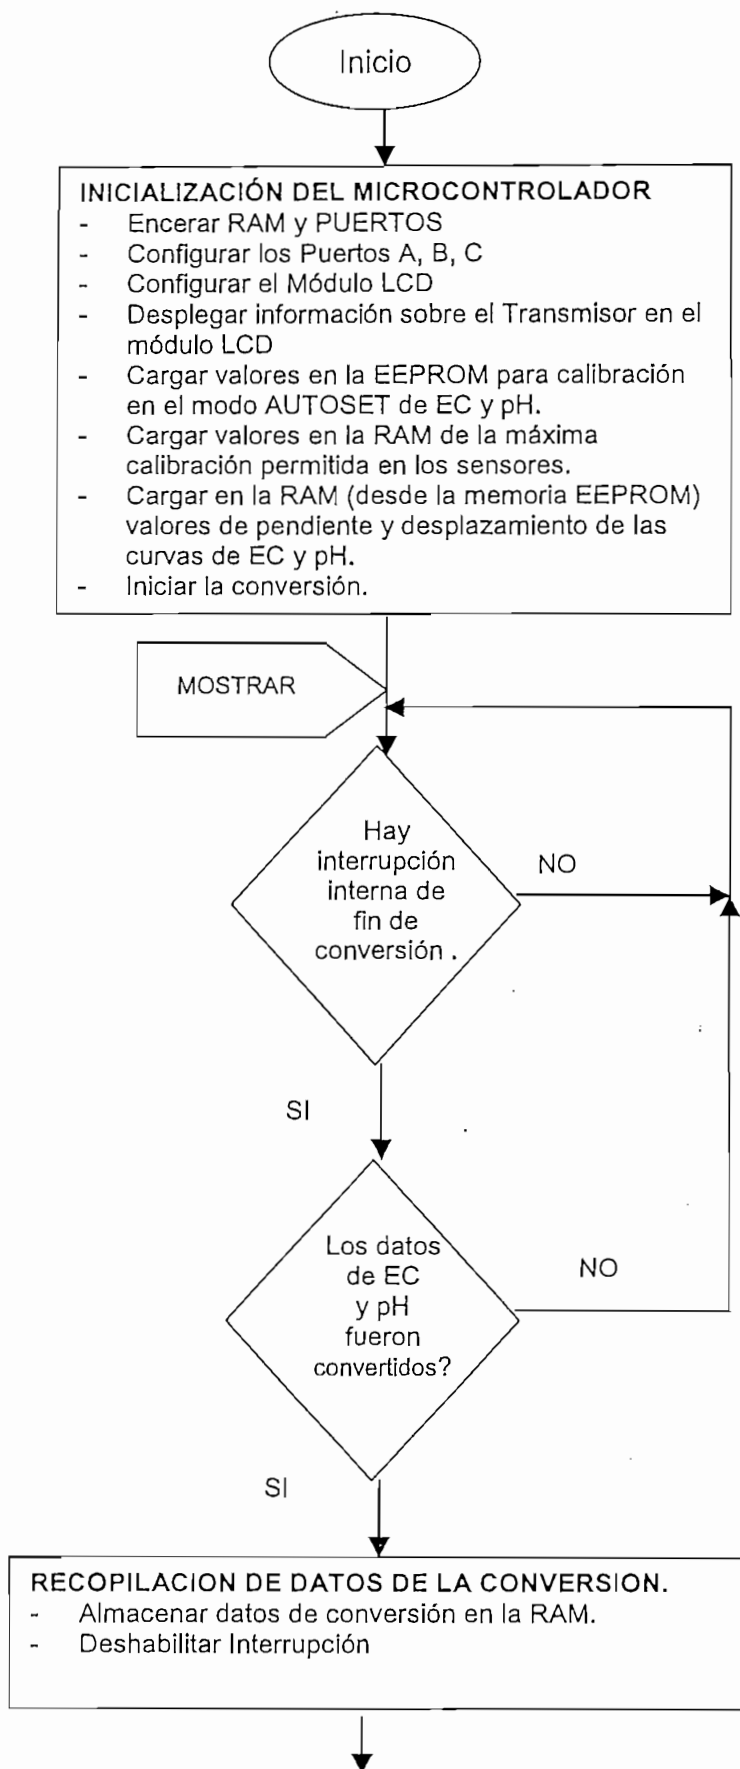 Inicio
INICIALIZACIÓN DEL MICROCONTROLADOR
- Encerar RAM y PUERTOS
- Configurar los Puertos A, B, C
- Configurar el Módulo LCD
- Desplegar información sobre el Transmisor en el
módulo LCD
- Cargar valores en la EEPROM para calibración
en el modo AUTOSET de EC y pH.
- Cargar valores en la RAM de la máxima
calibración permitida en los sensores.
- Cargar en la RAM (desde la memoria EEPROM)
valores de pendiente y desplazamiento de las
curvas de EC y pH.
- Iniciar la conversión.
MOSTRAR
Hay
interrupción
interna de
fin de
conversión .
NO
SI
Los datos
de EC
y pH
fueron
convertidos?
NO
SI
RECOPILACION DE DATOS DE LA CONVERSION.
- Almacenar datos de conversión en la RAM.
- Deshabilitar Interrupción